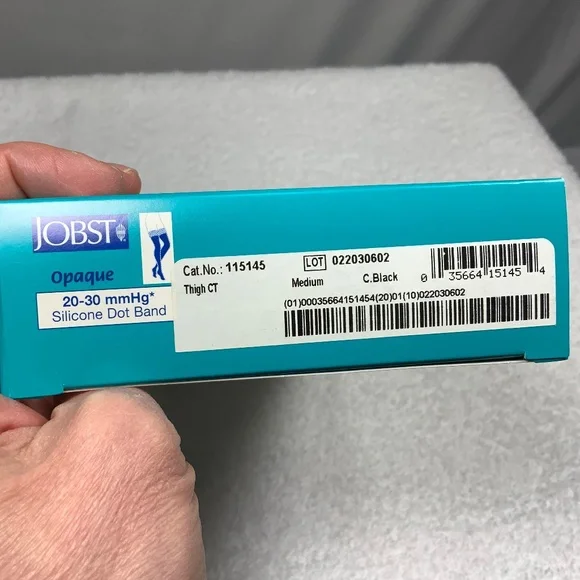 JOBST
Opaque
20-30 mmHg*
Silicone Dot Band
Cat.No.: 115145
LOT 022030602
Thigh CT
Medium
C.Black
0 35664 15145 4
(01)00035664151454(20)01(10)022030602